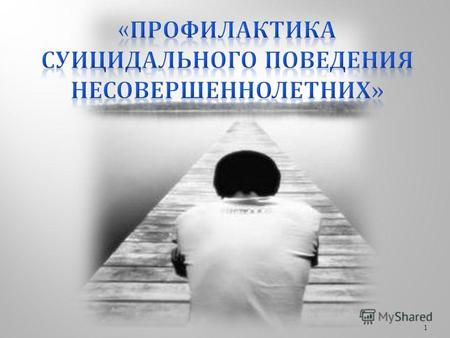 «ПРОФИЛАКТИКА
СУИЦИДАЛЬНОГО ПОВЕДЕНИЯ
НЕСОВЕРШЕННОЛЕТНИХ»
MyShared
1